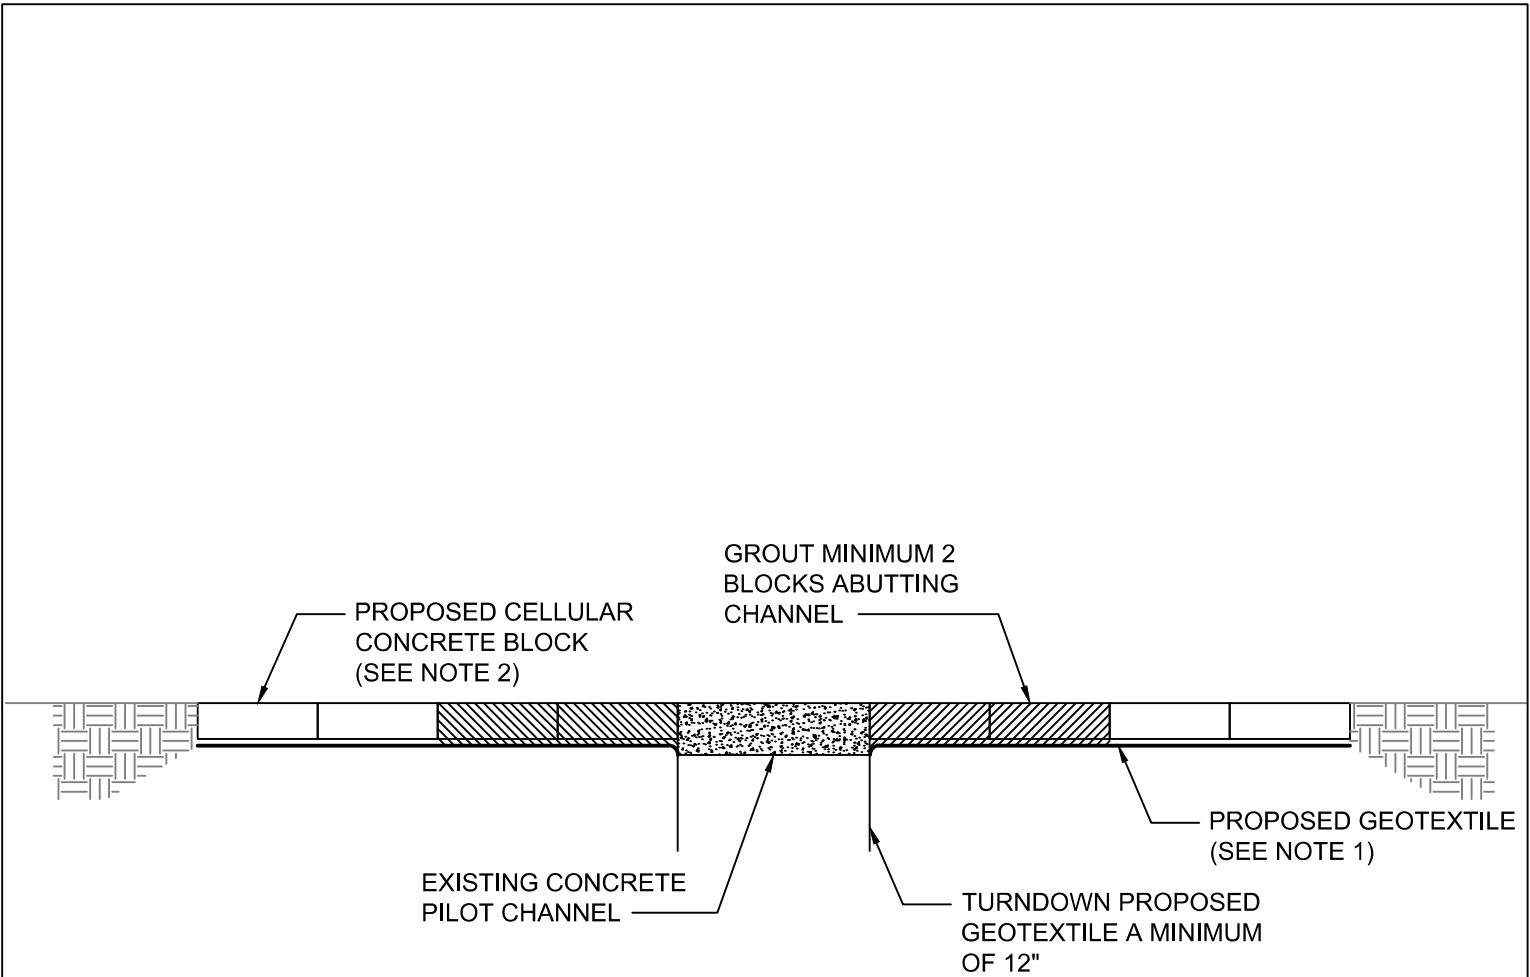 GROUT MINIMUM 2
BLOCKS ABUTTING
CHANNEL
PROPOSED CELLULAR
CONCRETE BLOCK
(SEE NOTE 2)
PROPOSED GEOTEXTILE
(SEE NOTE 1)
EXISTING CONCRETE
PILOT CHANNEL
TURNDOWN PROPOSED
GEOTEXTILE A MINIMUM
OF 12"